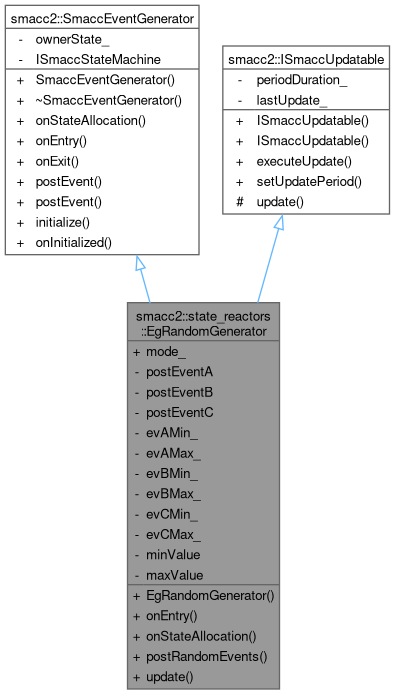 smacc2::SmaccEventGenerator
- ownerState_
- ISmaccStateMachine
+ SmaccEventGenerator()
+ ~SmaccEventGenerator()
+ onStateAllocation()
+ onEntry()
+ onExit()
+ postEvent()
+ postEvent()
+ initialize()
+ onInitialized()
smacc2::ISmaccUpdatable
- periodDuration_
- lastUpdate_
+ ISmaccUpdatable()
+ ISmaccUpdatable()
+ executeUpdate()
+ setUpdatePeriod()
# update()
smacc2::state_reactors
::EgRandomGenerator
+ mode_
- postEventA
- postEventB
- postEventC
- evAMin_
- evAMax_
- evBMin_
- evBMax_
- evCMin_
- evCMax_
- minValue
- maxValue
+ EgRandomGenerator()
+ onEntry()
+ onStateAllocation()
+ postRandomEvents()
+ update()